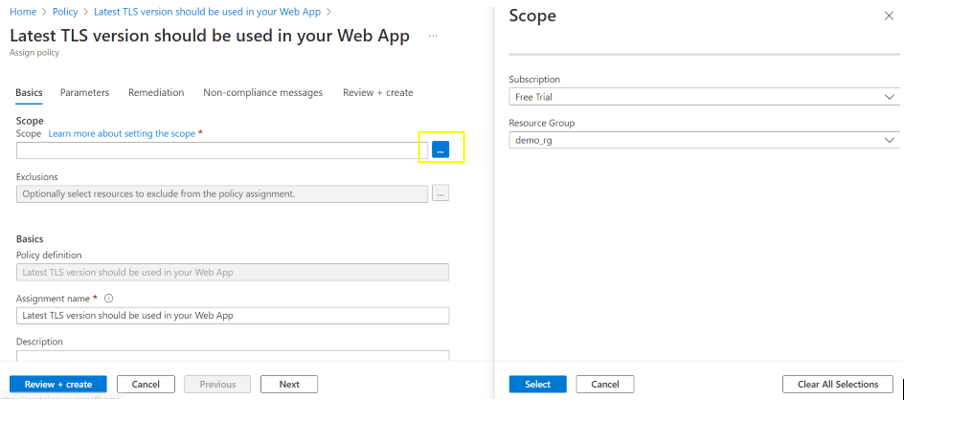 Home > Policy > Latest TLS version should be used in your Web App >
Latest TLS version should be used in your Web App ...
Assign policy
Basics Parameters Remediation Non-compliance messages Review + create
Scope
Scope Learn more about setting the scope *
...
Exclusions
Optionally select resources to exclude from the policy assignment.
...
Basics
Policy definition
Latest TLS version should be used in your Web App
Assignment name *
Latest TLS version should be used in your Web App
Description
Review + create Cancel Previous Next
Scope
Subscription
Free Trial
Resource Group
demo_rg
Select Cancel Clear All Selections